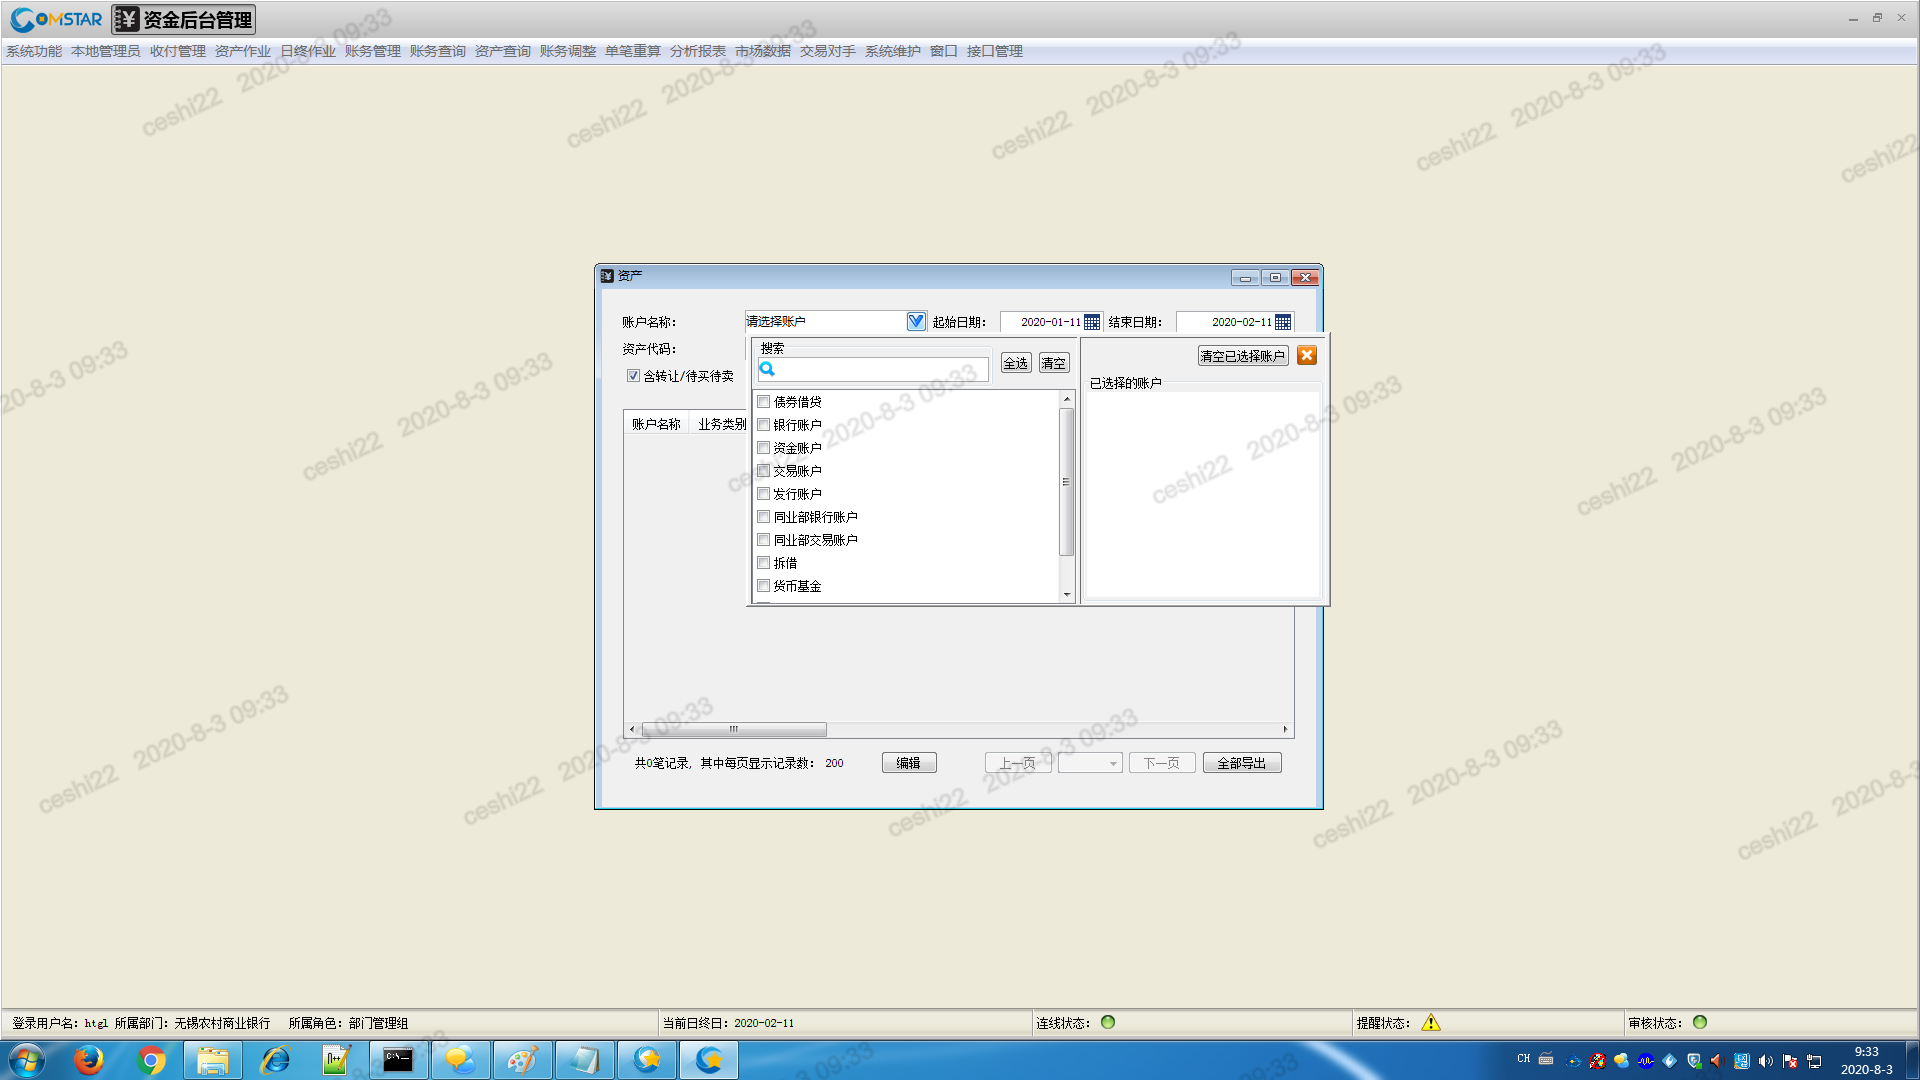 COMSTAR 资金后台管理
系统功能 本地管理员 收付管理 资产作业 日终作业 账务管理 账务查询 资产查询 账务调整 单笔重算 分析报表 市场数据 交易对手 系统维护 窗口 接口管理
资产
账户名称： 请选择账户 起始日期： 2020-01-11 结束日期： 2020-02-11
资产代码：
含转让/待买待卖
搜索
全选 清空
清空已选择账户
已选择的账户
账户名称 业务类别
债券借贷
银行账户
资金账户
交易账户
发行账户
同业部银行账户
同业部交易账户
拆借
货币基金
共0笔记录, 其中每页显示记录数： 200 编辑 上一页 下一页 全部导出
登录用户名： htgl 所属部门： 无锡农村商业银行 所属角色： 部门管理组 当前日终日： 2020-02-11 连线状态： 提醒状态： 审核状态：
CH
9:33
2020-8-3
ceshi22 2020-8-3 09:33